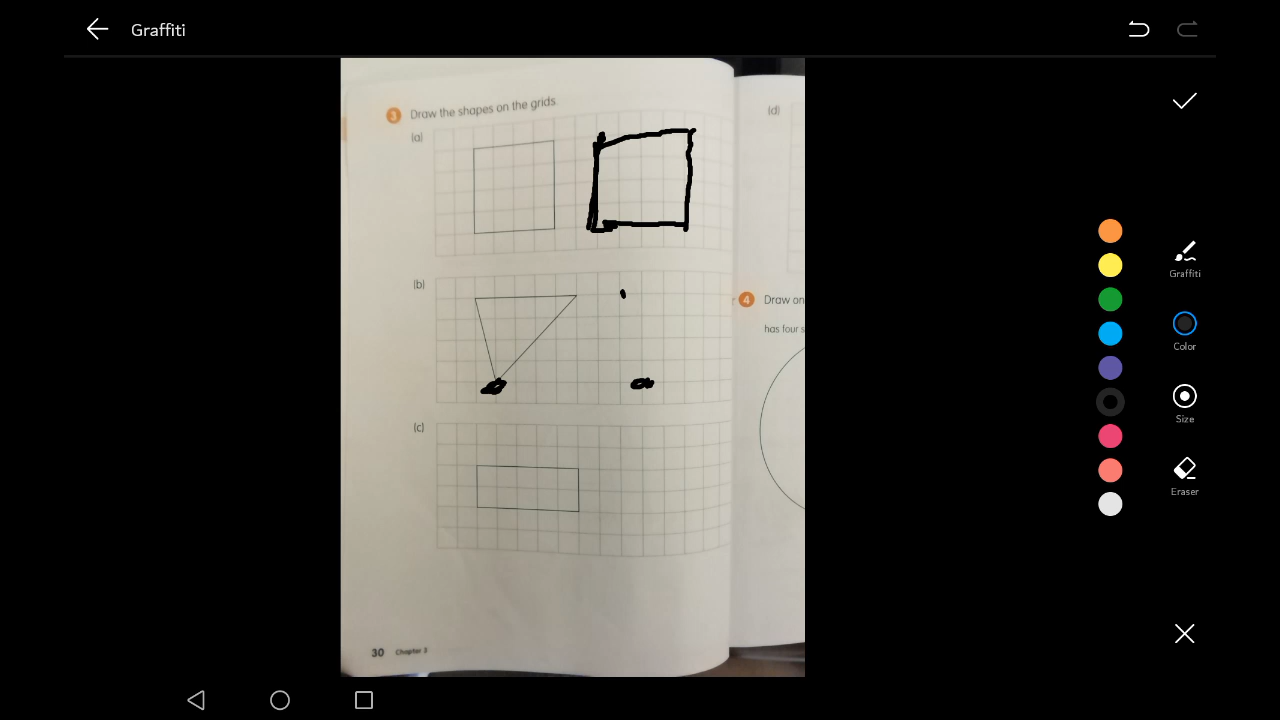 Graffiti
3 Draw the shapes on the grids.
(a)
(b)
(c)
30 Chapter 3
(d)
4 Draw on
has four s
Graffiti
Color
Size
Eraser